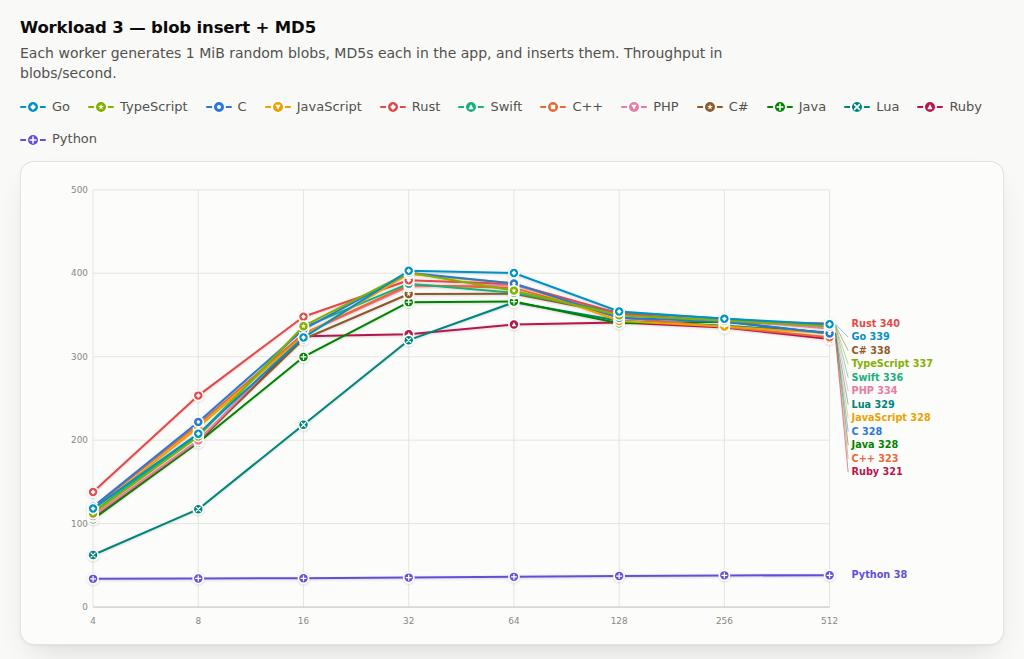 Workload 3 — blob insert + MD5
Each worker generates 1 MiB random blobs, MD5s each in the app, and inserts them. Throughput in
blobs/second.
Go TypeScript C JavaScript Rust Swift C++ PHP C# Java Lua Ruby
Python
500
400
300
200
100
0
4 8 16 32 64 128 256 512
Rust 340
Go 339
C# 338
TypeScript 337
Swift 336
PHP 334
Lua 329
JavaScript 328
C 328
Java 328
C++ 323
Ruby 321
Python 38